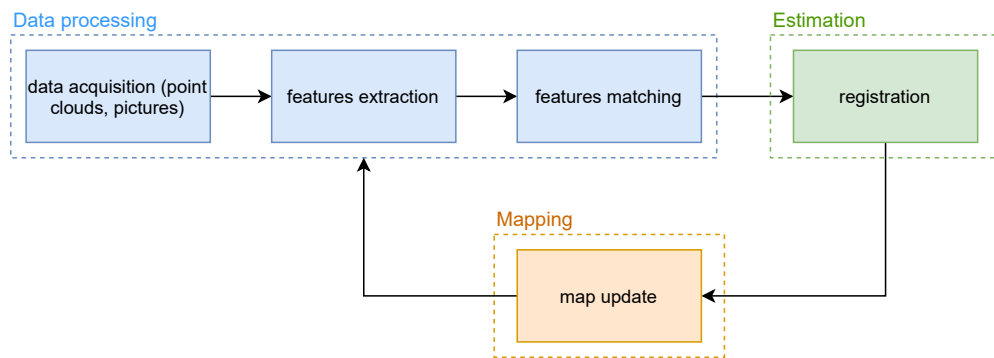 Data processing
Estimation
data acquisition (point
clouds, pictures)
features extraction
features matching
registration
Mapping
map update